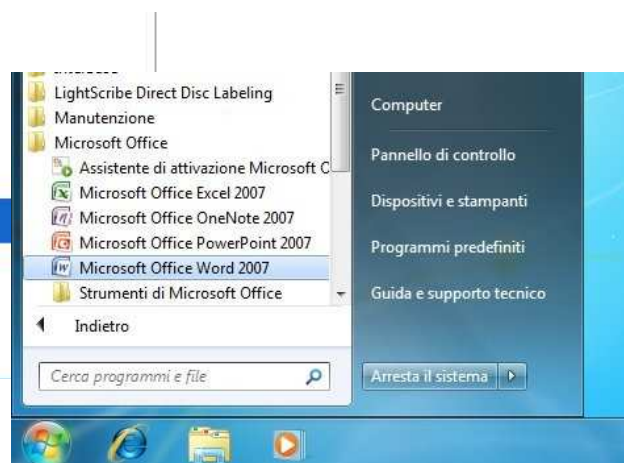 LightScribe Direct Disc Labeling
Manutenzione
Microsoft Office
Assistente di attivazione Microsoft O
Microsoft Office Excel 2007
Microsoft Office OneNote 2007
Microsoft Office PowerPoint 2007
Microsoft Office Word 2007
Strumenti di Microsoft Office
Indietro
Cerca programmi e file
Computer
Pannello di controllo
Dispositivi e stampanti
Programmi predefiniti
Guida e supporto tecnico
Arresta il sistema